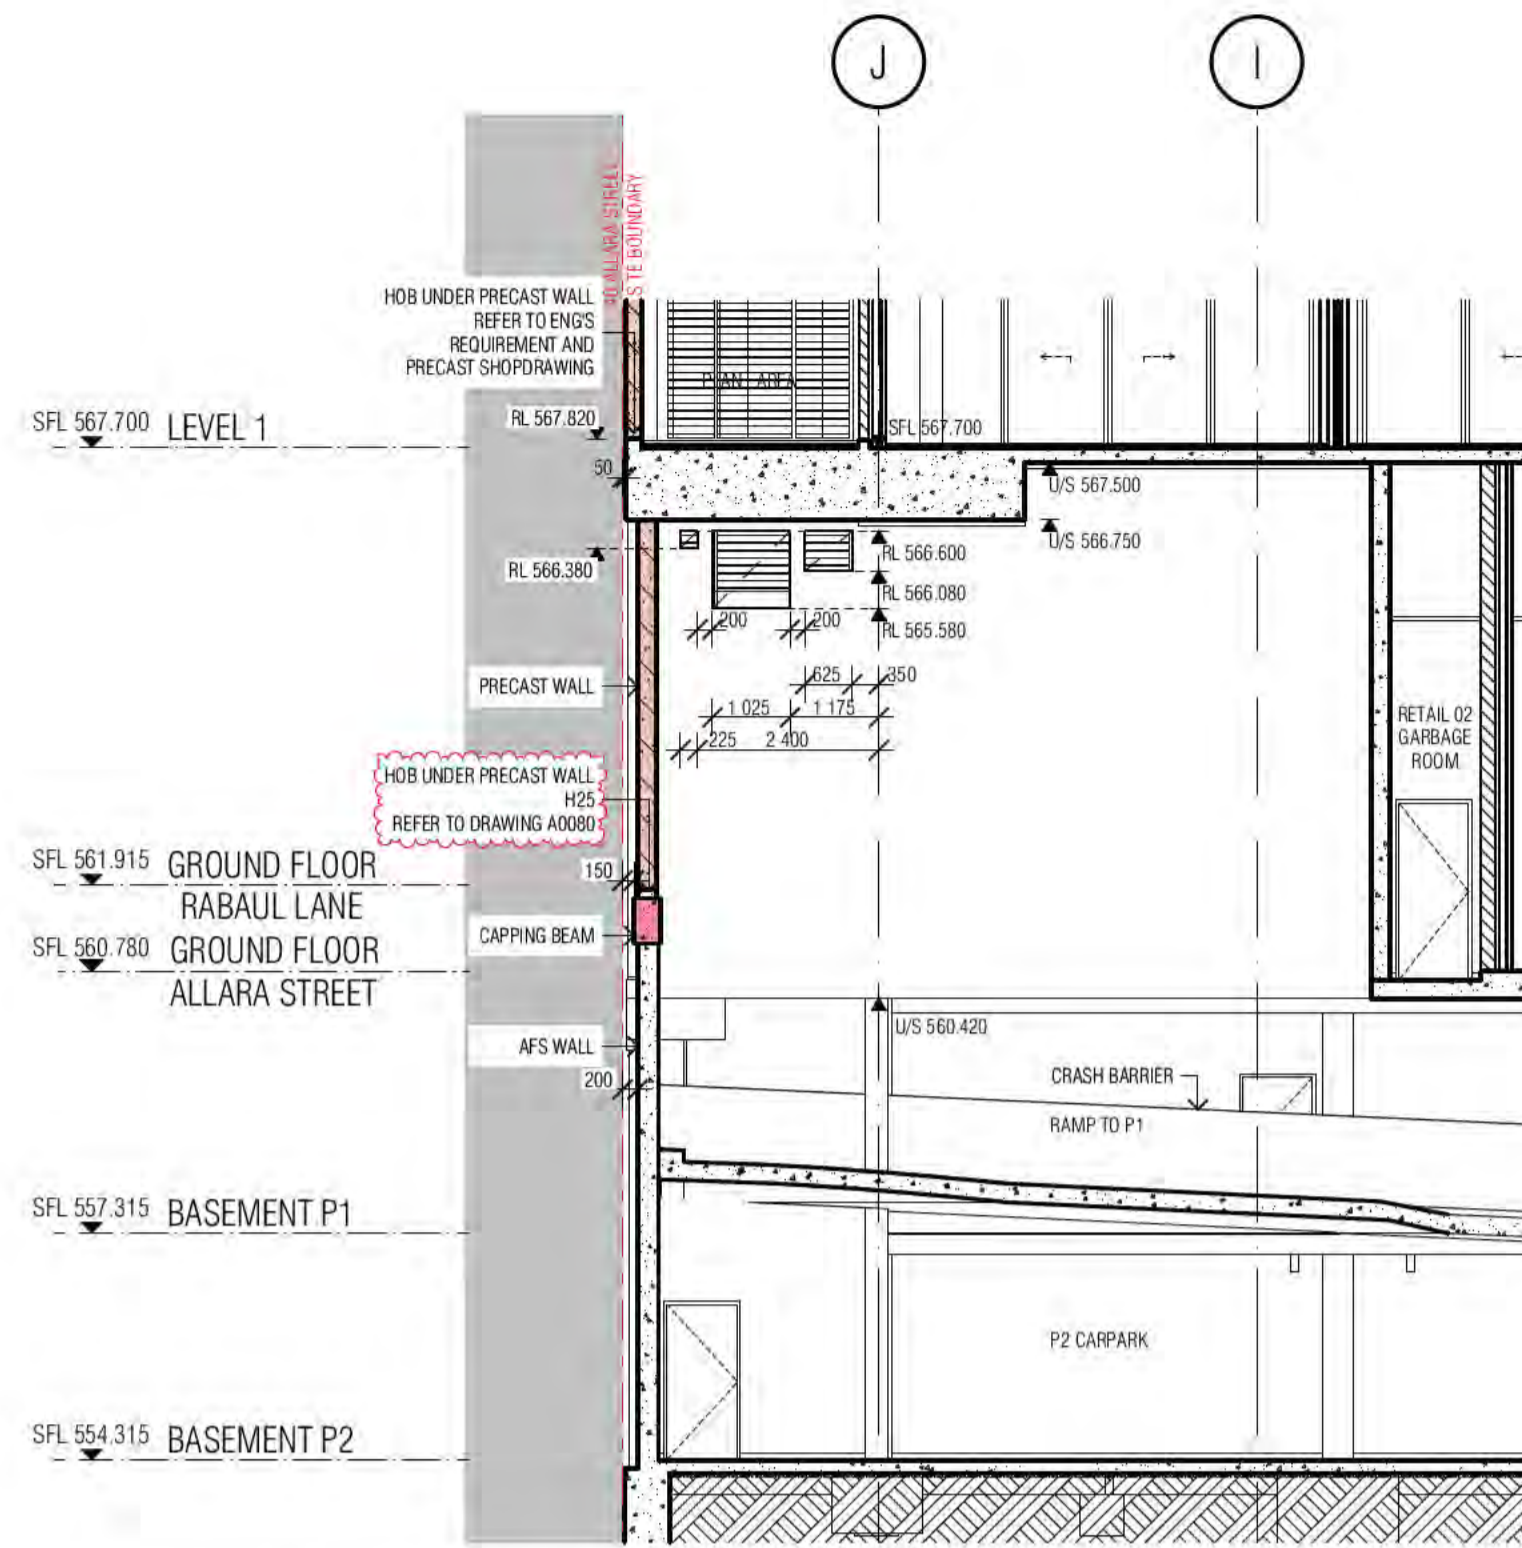 J
I
40 ALLARA STREET
SITE BOUNDARY
HOB UNDER PRECAST WALL
REFER TO ENG'S
REQUIREMENT AND
PRECAST SHOPDRAWING
PLANT AREA
RL 567.820
SFL 567.700 LEVEL 1
SFL 567.700
50
U/S 567.500
U/S 566.750
RL 566.600
RL 566.380
RL 566.080
200
200
RL 565.580
PRECAST WALL
625
350
1 025
1 175
225
2 400
RETAIL 02
GARBAGE
ROOM
HOB UNDER PRECAST WALL
H25
REFER TO DRAWING A0080
SFL 561.915 GROUND FLOOR
RABAUL LANE
150
CAPPING BEAM
SFL 560.780 GROUND FLOOR
ALLARA STREET
U/S 560.420
AFS WALL
200
CRASH BARRIER
RAMP TO P1
SFL 557.315 BASEMENT P1
P2 CARPARK
SFL 554.315 BASEMENT P2